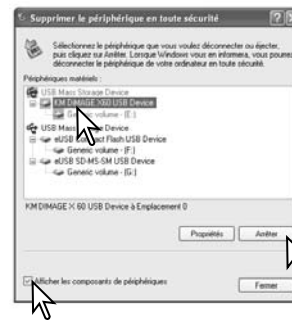 Supprimer le périphérique en toute sécurité
Sélectionnez le périphérique que vous voulez déconnecter ou éjecter,
puis cliquez sur Arrêter. Lorsque Windows vous en informera, vous pourrez
déconnecter le périphérique de votre ordinateur en toute sécurité.
Périphériques matériels :
USB Mass Storage Device
KM DIMAGE X60 USB Device
Generic volume - (E:)
USB Mass Device
eUSB Compact Flash USB Device
Generic volume - (F:)
eUSB SD-MS-SM USB Device
Generic volume - (G:)
KM DIMAGE X 60 USB Device à Emplacement 0
Propriétés
Arrêter
Afficher les composants de périphériques
Fermer